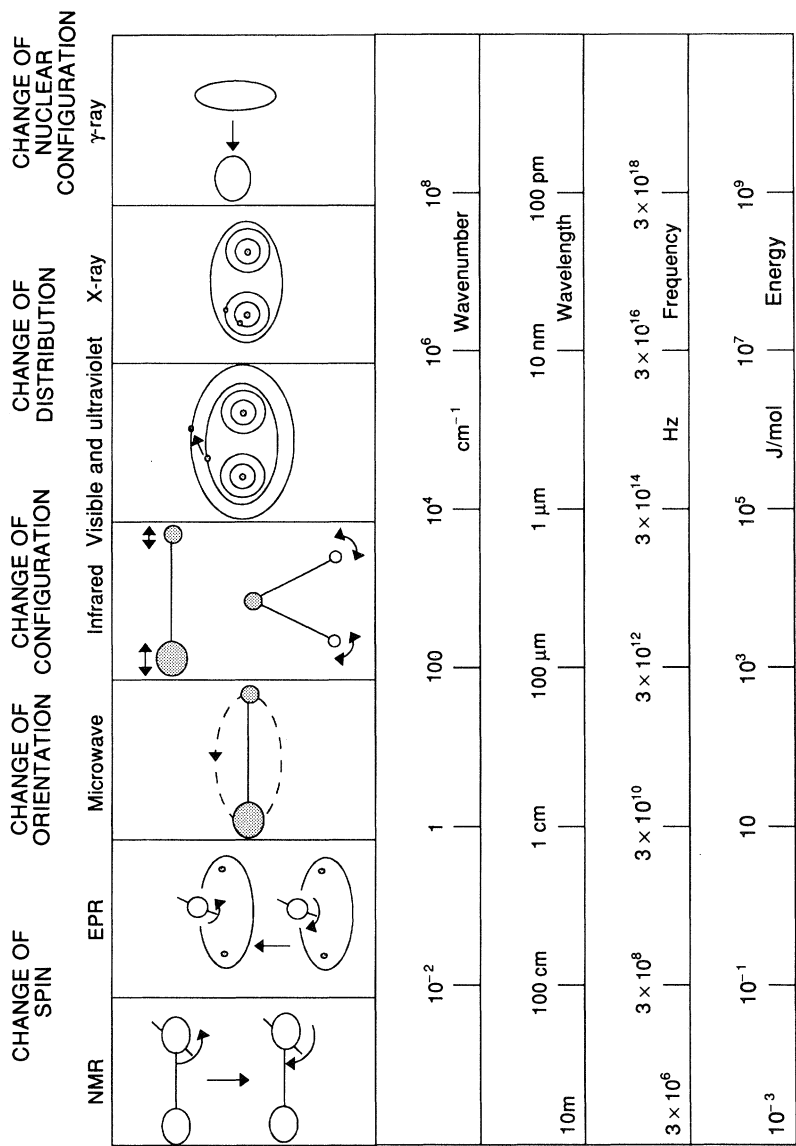 CHANGE OF
SPIN
CHANGE OF
ORIENTATION
CHANGE OF
CONFIGURATION
CHANGE OF
DISTRIBUTION
CHANGE OF
NUCLEAR
CONFIGURATION
NMR
EPR
Microwave
Infrared
Visible and ultraviolet
X-ray
γ-ray
10⁻² 1 100 10⁴ 10⁶ 10⁸
cm⁻¹ Wavenumber
10m 100 cm 1 cm 100 μm 1 μm 10 nm 100 pm
Wavelength
3 × 10⁶ 3 × 10⁸ 3 × 10¹⁰ 3 × 10¹² 3 × 10¹⁴ 3 × 10¹⁶ 3 × 10¹⁸
Hz Frequency
10⁻³ 10⁻¹ 10 10³ 10⁵ 10⁷ 10⁹
J/mol Energy